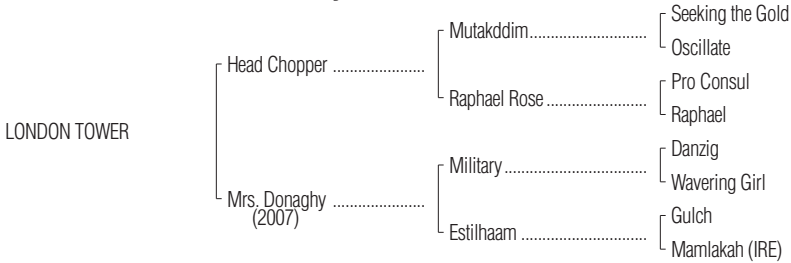 Seeking the Gold
Mutakddim..............................
Oscillate
Head Chopper .......................
Pro Consul
Raphael Rose..........................
Raphael
LONDON TOWER
Danzig
Military....................................
Wavering Girl
Mrs. Donaghy .......................
(2007)
Gulch
Estilhaam ................................
Mamlakah (IRE)